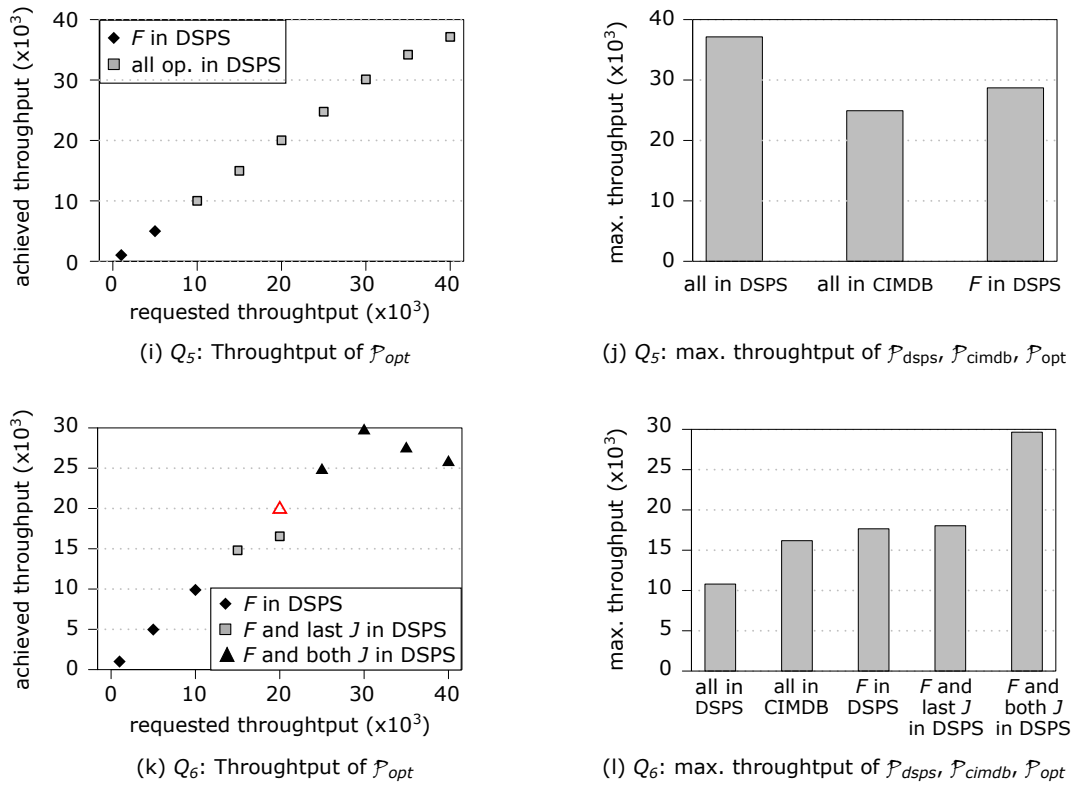 achieved throughput (x10³)
40
30
20
10
0
F in DSPS
all op. in DSPS
0 10 20 30 40
requested throughtput (x10³)
(i) Q₅: Throughtput of 𝒫opt
max. throughput (x10³)
40
30
20
10
0
all in DSPS all in CIMDB F in DSPS
(j) Q₅: max. throughtput of 𝒫dsps, 𝒫cimdb, 𝒫opt
achieved throughput (x10³)
30
25
20
15
10
5
0
F in DSPS
F and last J in DSPS
F and both J in DSPS
0 10 20 30 40
requested throughtput (x10³)
(k) Q₆: Throughtput of 𝒫opt
max. throughput (x10³)
30
25
20
15
10
5
0
all in DSPS
all in CIMDB
F in DSPS
F and last J in DSPS
F and both J in DSPS
(l) Q₆: max. throughtput of 𝒫dsps, 𝒫cimdb, 𝒫opt